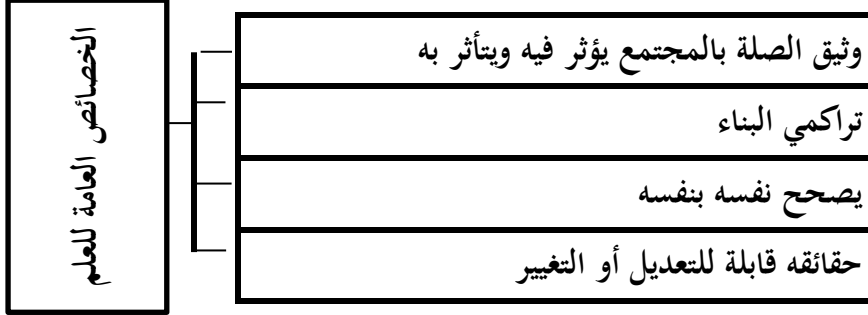 الخصائص العامة للعلم
وثيق الصلة بالمجتمع يؤثر فيه ويتأثر به
تراكمي البناء
يصحح نفسه بنفسه
حقائقه قابلة للتعديل أو التغيير